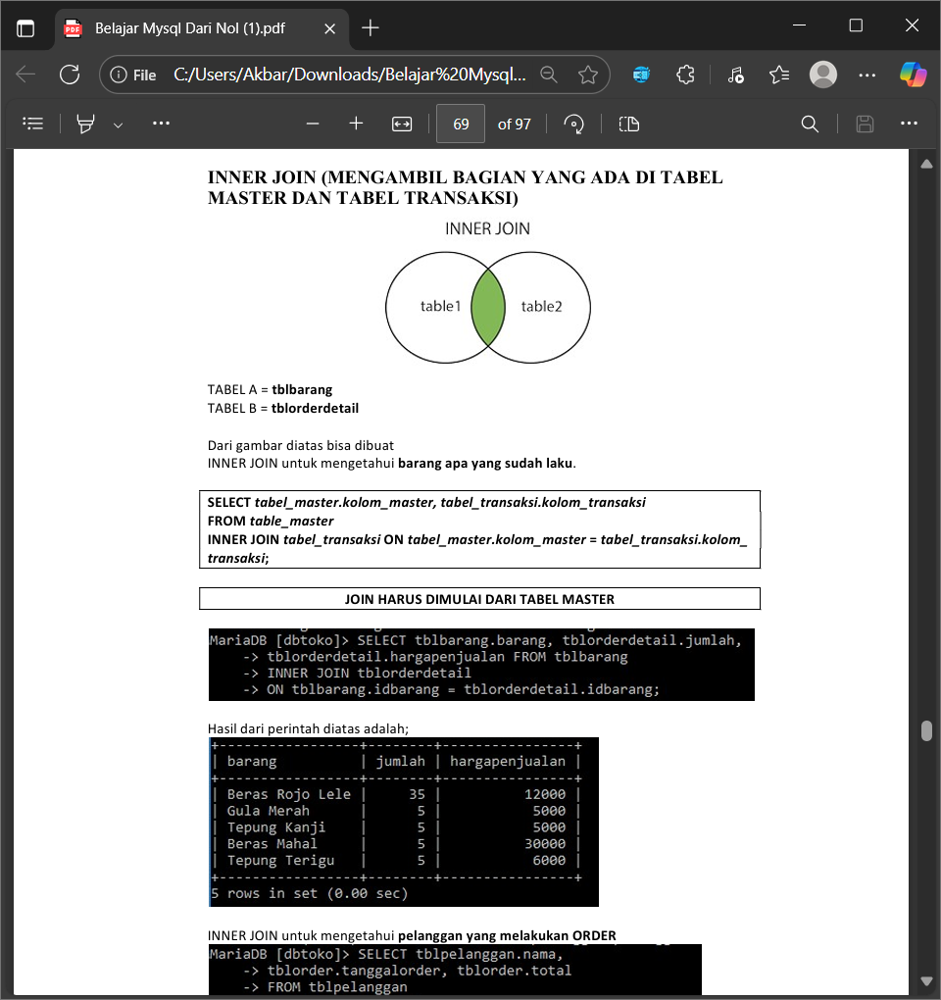 Belajar Mysql Dari Nol (1).pdf
File C:/Users/Akbar/Downloads/Belajar%20Mysql...
69 of 97
INNER JOIN (MENGAMBIL BAGIAN YANG ADA DI TABEL
MASTER DAN TABEL TRANSAKSI)
INNER JOIN
table1 table2
TABEL A = tblbarang
TABEL B = tblorderdetail
Dari gambar diatas bisa dibuat
INNER JOIN untuk mengetahui barang apa yang sudah laku.
SELECT tabel_master.kolom_master, tabel_transaksi.kolom_transaksi
FROM table_master
INNER JOIN tabel_transaksi ON tabel_master.kolom_master = tabel_transaksi.kolom_
transaksi;
JOIN HARUS DIMULAI DARI TABEL MASTER
MariaDB [dbtoko]> SELECT tblbarang.barang, tblorderdetail.jumlah,
-> tblorderdetail.hargapenjualan FROM tblbarang
-> INNER JOIN tblorderdetail
-> ON tblbarang.idbarang = tblorderdetail.idbarang;
Hasil dari perintah diatas adalah;
+-----------------+--------+----------------+
| barang | jumlah | hargapenjualan |
+-----------------+--------+----------------+
| Beras Rojo Lele | 35 | 12000 |
| Gula Merah | 5 | 5000 |
| Tepung Kanji | 5 | 5000 |
| Beras Mahal | 5 | 30000 |
| Tepung Terigu | 5 | 6000 |
+-----------------+--------+----------------+
5 rows in set (0.00 sec)
INNER JOIN untuk mengetahui pelanggan yang melakukan ORDER
MariaDB [dbtoko]> SELECT tblpelanggan.nama,
-> tblorder.tanggalorder, tblorder.total
-> FROM tblpelanggan